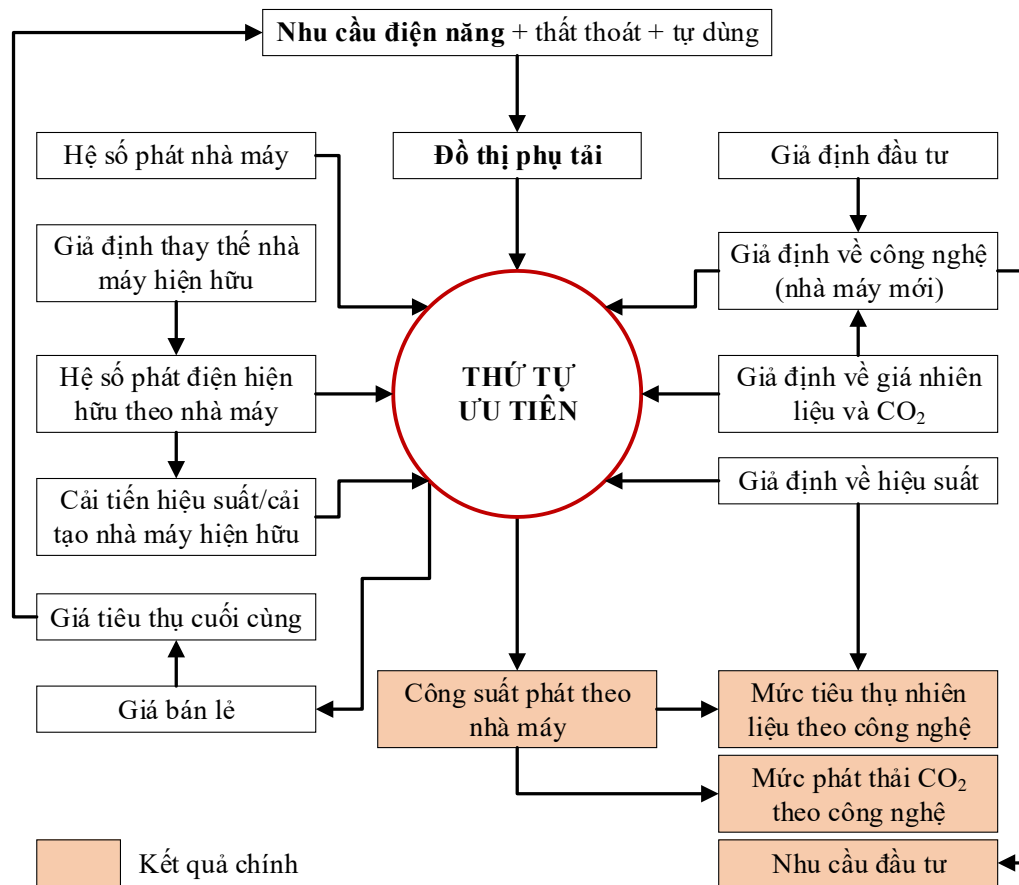 Nhu cầu điện năng + thất thoát + tự dùng
Hệ số phát nhà máy
Đồ thị phụ tải
Giả định đầu tư
Giả định thay thế nhà
máy hiện hữu
Giả định về công nghệ
(nhà máy mới)
Hệ số phát điện hiện
hữu theo nhà máy
THỨ TỰ
ƯU TIÊN
Giả định về giá nhiên
liệu và CO₂
Cải tiến hiệu suất/cải
tạo nhà máy hiện hữu
Giả định về hiệu suất
Giá tiêu thụ cuối cùng
Giá bán lẻ
Công suất phát theo
nhà máy
Mức tiêu thụ nhiên
liệu theo công nghệ
Mức phát thải CO₂
theo công nghệ
Kết quả chính
Nhu cầu đầu tư